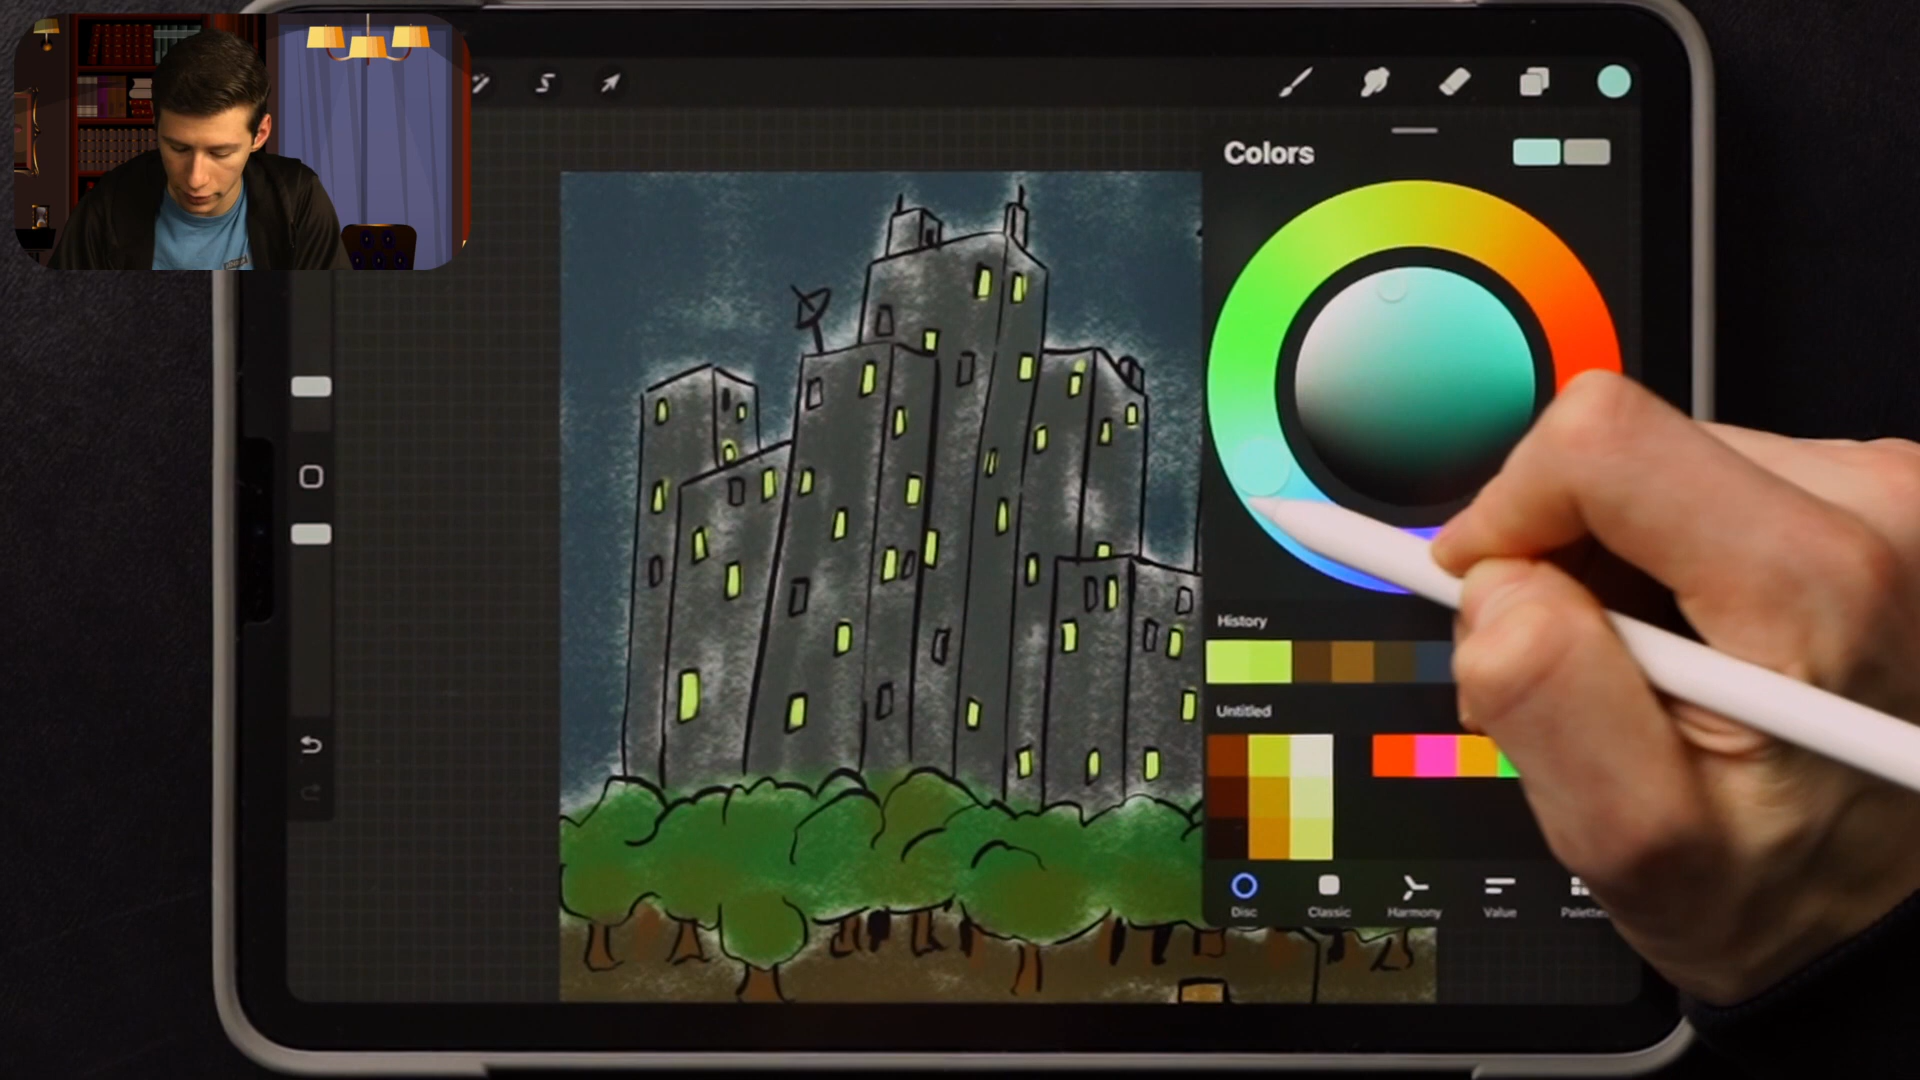 Colors
History
Untitled
Disc
Classic
Harmony
Value